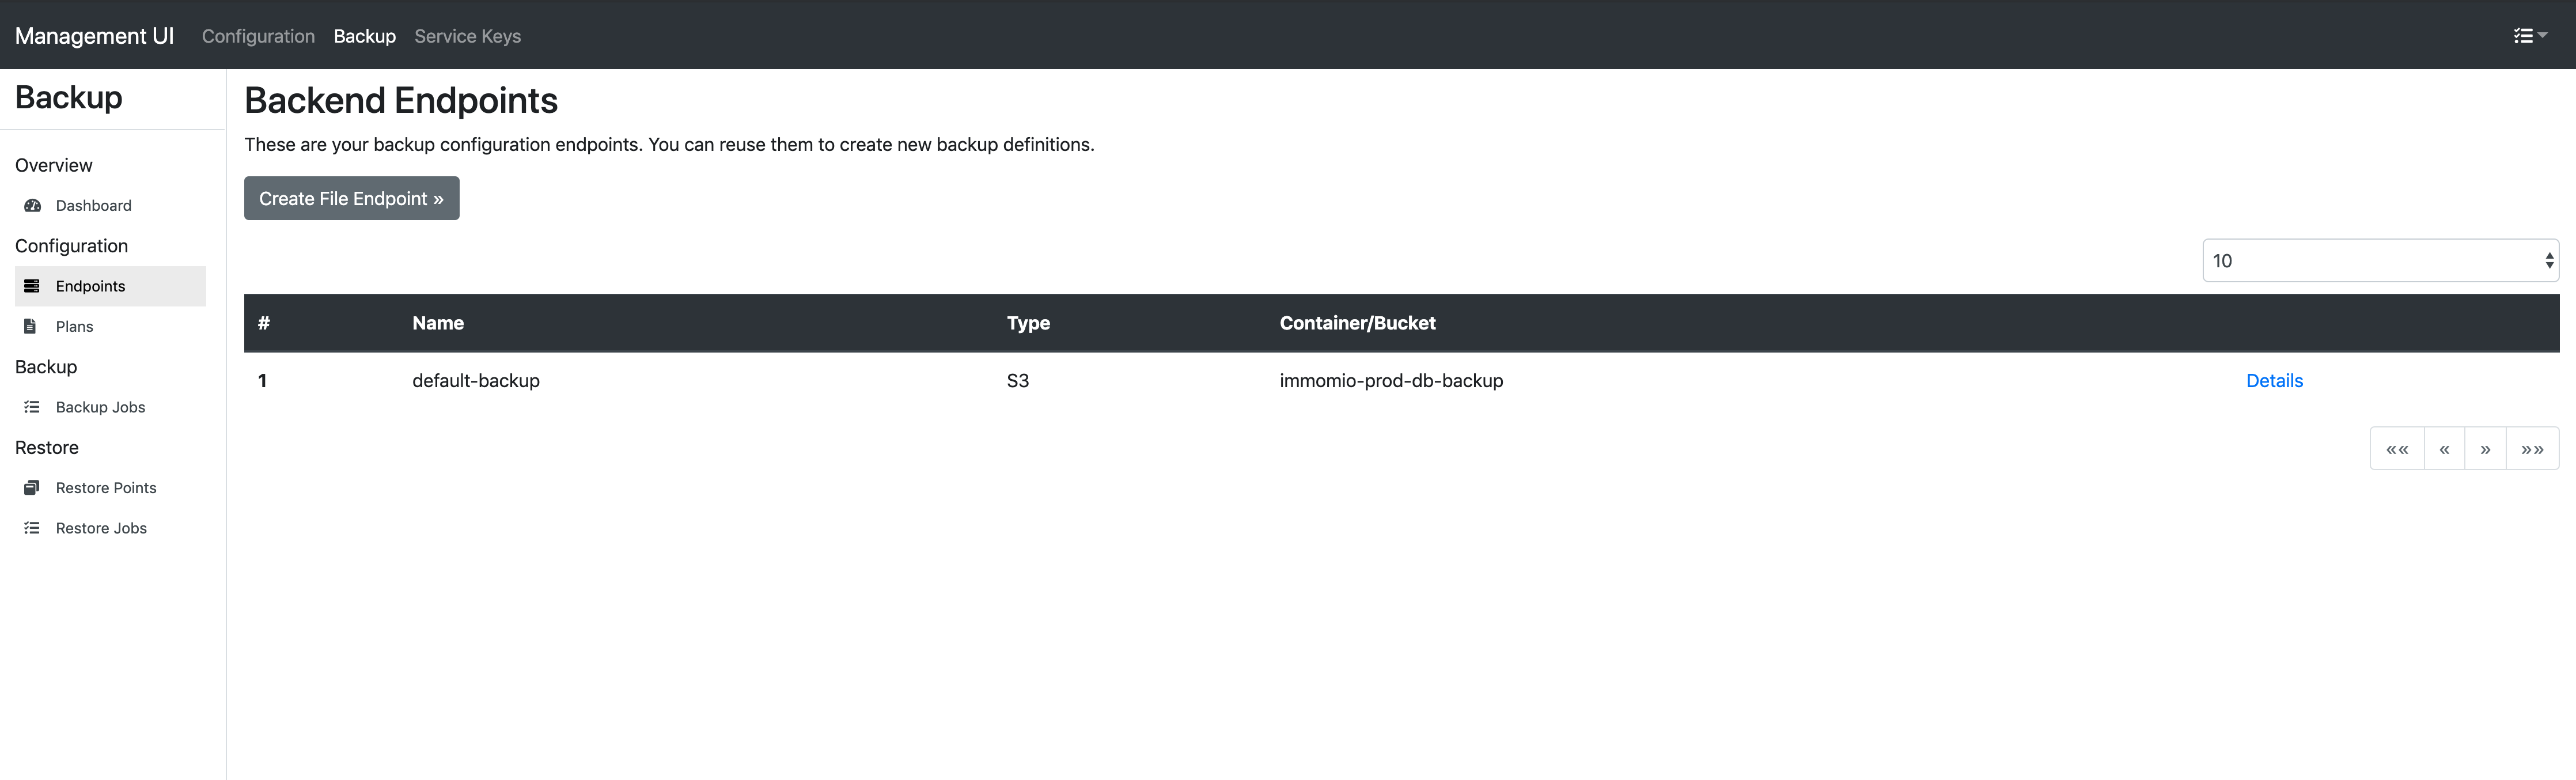 Management UI Configuration Backup Service Keys
Backup
Overview
Dashboard
Configuration
Endpoints
Plans
Backup
Backup Jobs
Restore
Restore Points
Restore Jobs
Backend Endpoints
These are your backup configuration endpoints. You can reuse them to create new backup definitions.
Create File Endpoint »
10
# Name Type Container/Bucket
1 default-backup S3 immomio-prod-db-backup Details
«« « » »»